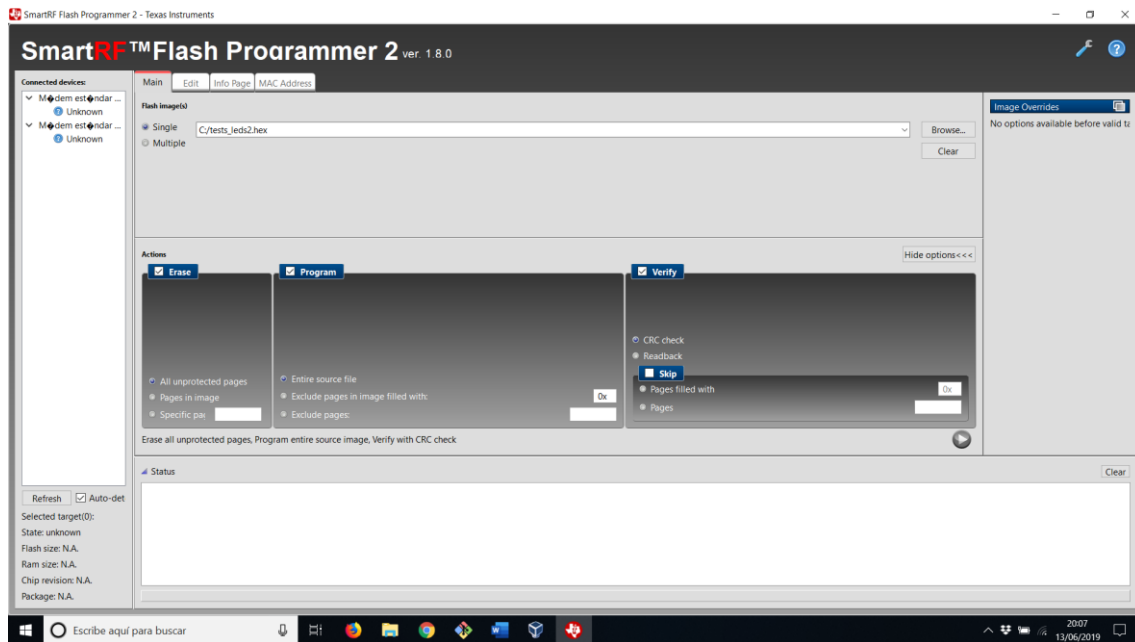 SmartRF Flash Programmer 2 - Texas Instruments
SmartRF™Flash Programmer 2 ver. 1.8.0
Connected devices:
M�dem est�ndar ...
Unknown
M�dem est�ndar ...
Unknown
Main Edit Info Page MAC Address
Flash image(s)
Single C:/tests_leds2.hex Browse...
Multiple
Clear
Image Overrides
No options available before valid ta
Actions
Hide options<<<
Erase
All unprotected pages
Pages in image
Specific pa
Program
Entire source file
Exclude pages in image filled with: 0x
Exclude pages:
Verify
CRC check
Readback
Skip
Pages filled with 0x
Pages
Erase all unprotected pages, Program entire source image, Verify with CRC check
Status Clear
Refresh Auto-det
Selected target(0):
State: unknown
Flash size: N.A.
Ram size: N.A.
Chip revision: N.A.
Package: N.A.
Escribe aquí para buscar
20:07
13/06/2019